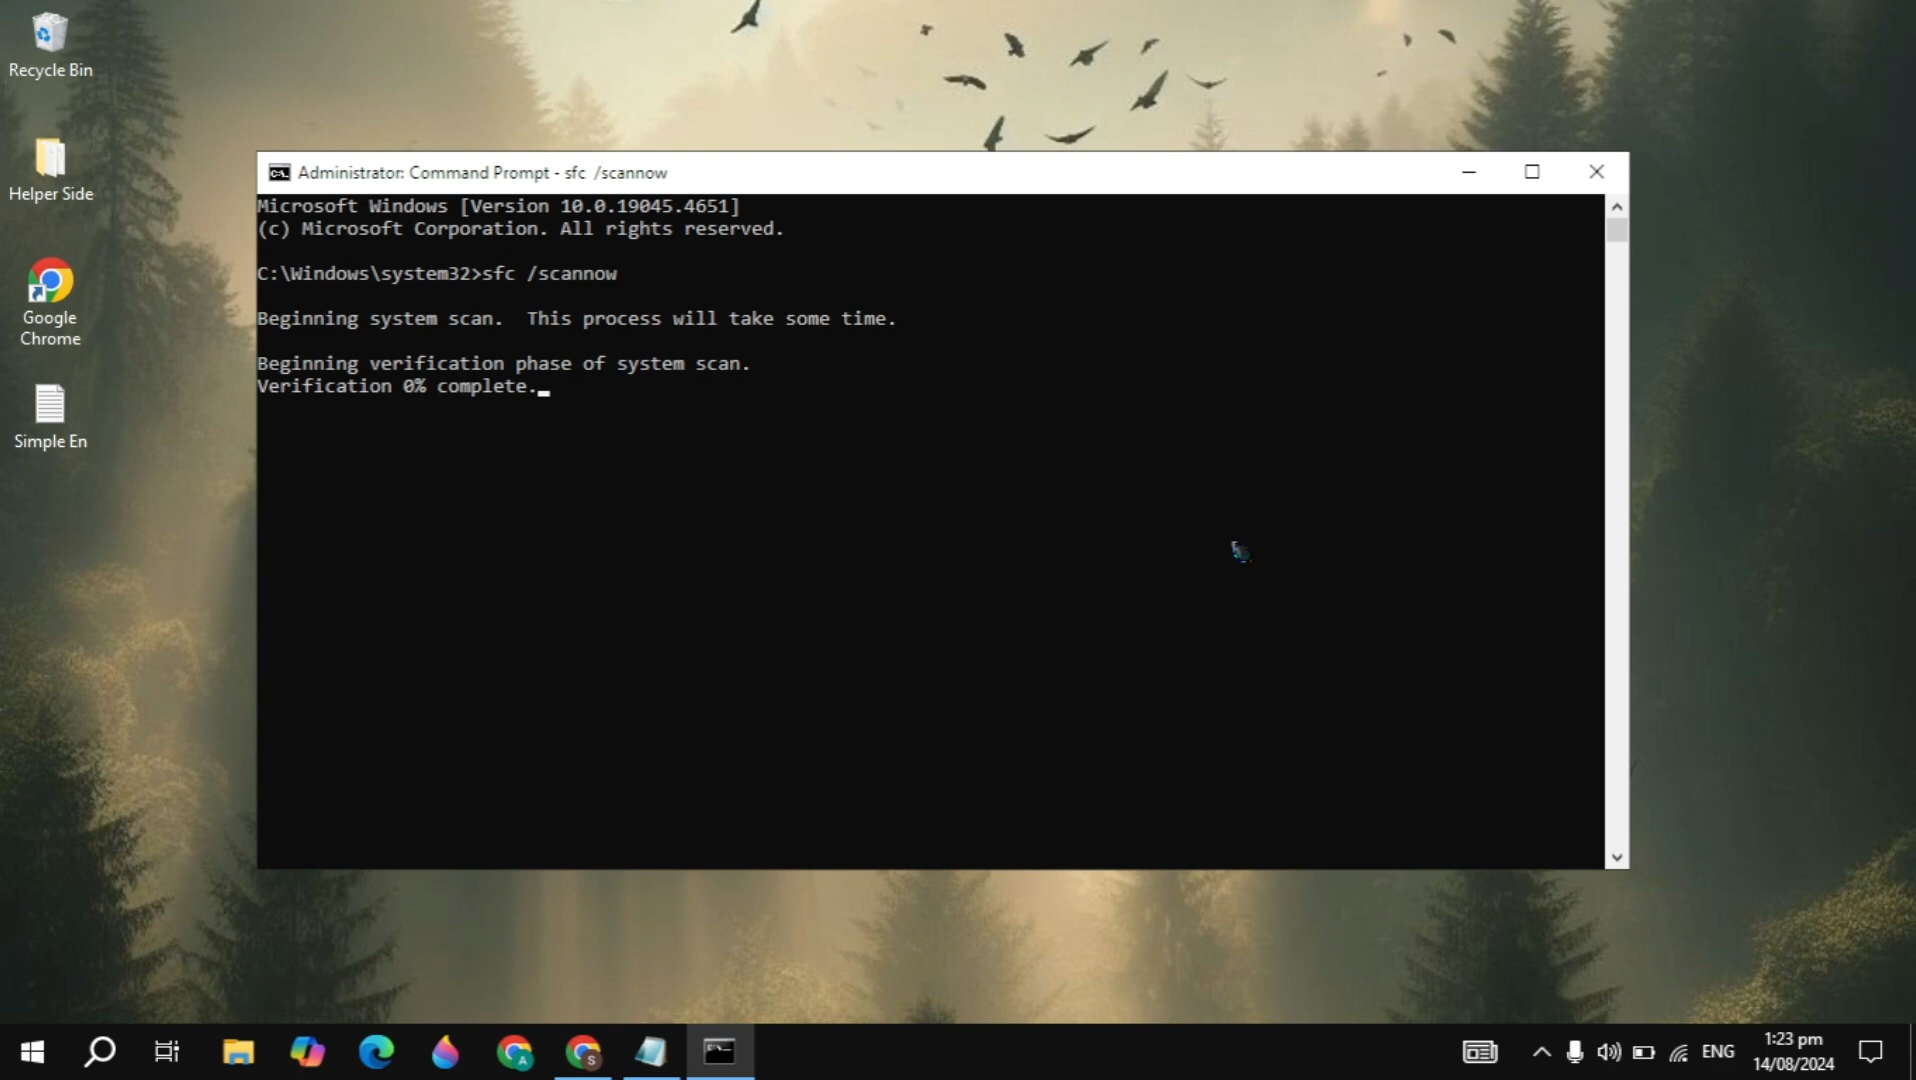 Recycle Bin
Helper Side
Google
Chrome
Simple En
Administrator: Command Prompt - sfc  /scannow
Microsoft Windows [Version 10.0.19045.4651]
(c) Microsoft Corporation. All rights reserved.
C:\Windows\system32>sfc /scannow
Beginning system scan.  This process will take some time.
Beginning verification phase of system scan.
Verification 0% complete.
A
S
ENG
1:23 pm
14/08/2024